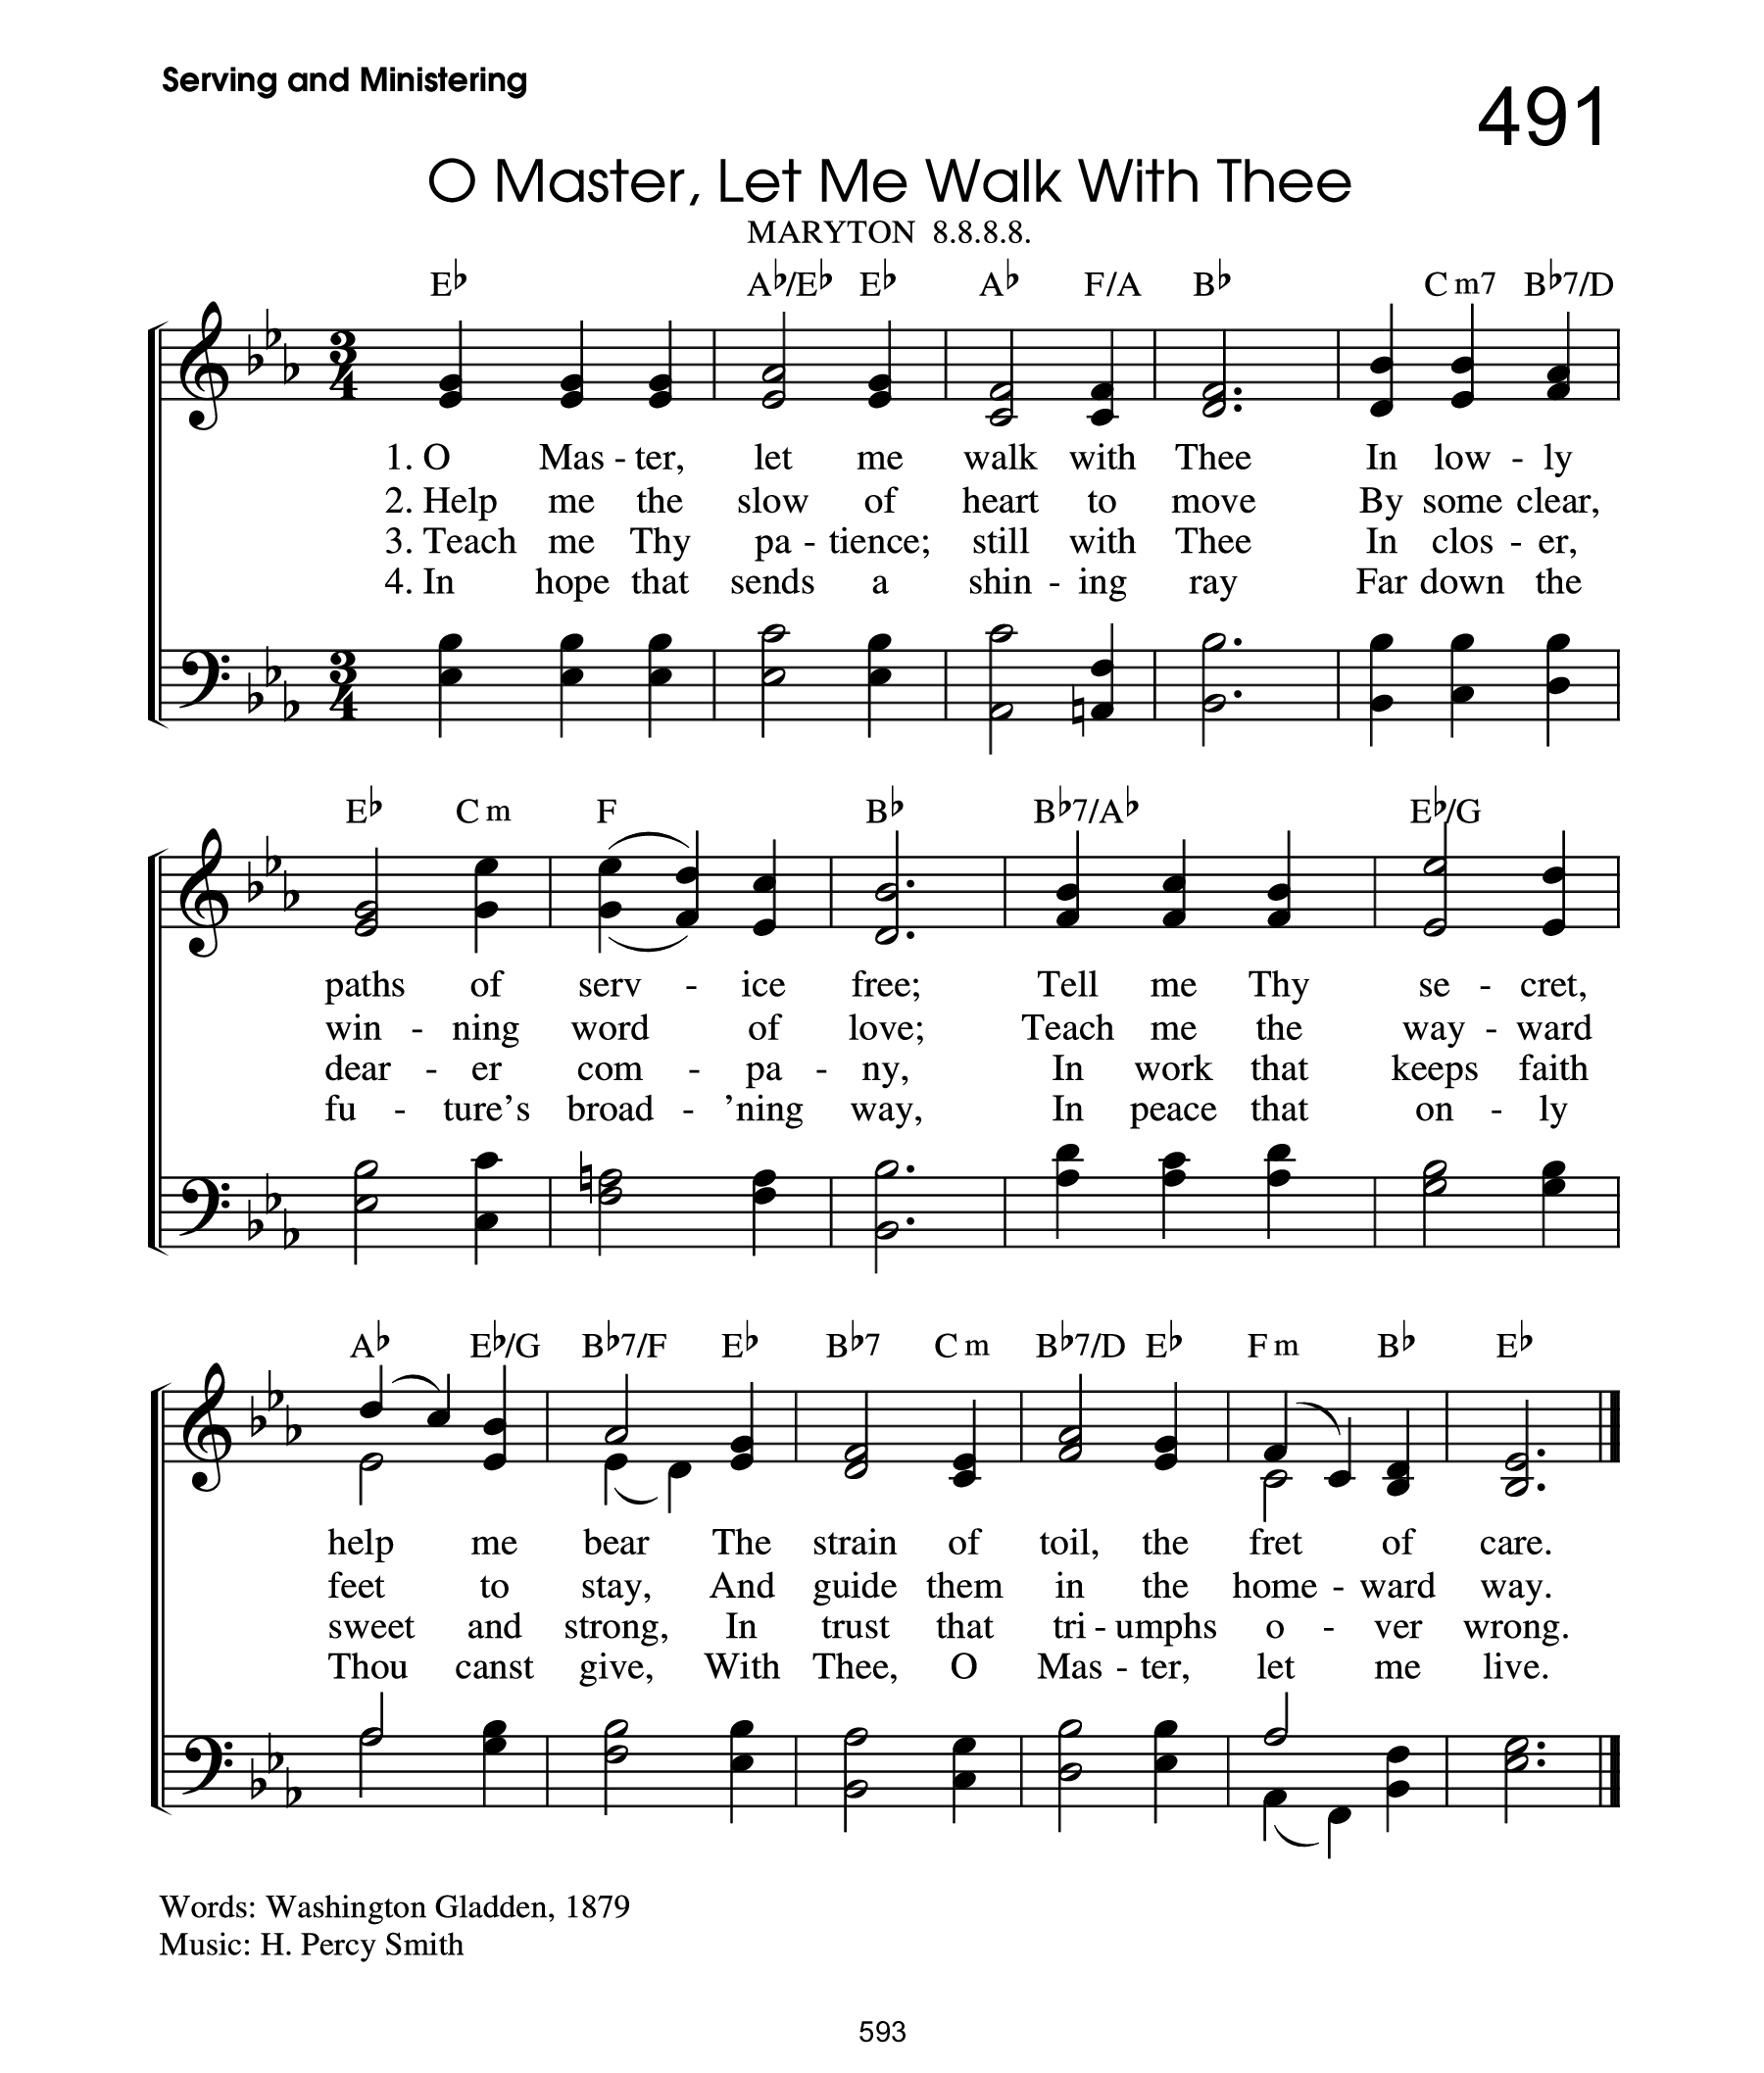 Serving and Ministering
491
O Master, Let Me Walk With Thee
MARYTON 8.8.8.8.
E♭ A♭/E♭ E♭ A♭ F/A B♭ C m7 B♭7/D
3 4
1. O Mas - ter, let me walk with Thee In low - ly
2. Help me the slow of heart to move By some clear,
3. Teach me Thy pa - tience; still with Thee In clos - er,
4. In hope that sends a shin - ing ray Far down the
3 4
E♭ C m F B♭ B♭7/A♭ E♭/G
paths of serv - ice free; Tell me Thy se - cret,
win - ning word of love; Teach me the way - ward
dear - er com - pa - ny, In work that keeps faith
fu - ture's broad - 'ning way, In peace that on - ly
A♭ E♭/G B♭7/F E♭ B♭7 C m B♭7/D E♭ F m B♭ E♭
help me bear The strain of toil, the fret of care.
feet to stay, And guide them in the home - ward way.
sweet and strong, In trust that tri - umphs o - ver wrong.
Thou canst give, With Thee, O Mas - ter, let me live.
Words: Washington Gladden, 1879
Music: H. Percy Smith
593